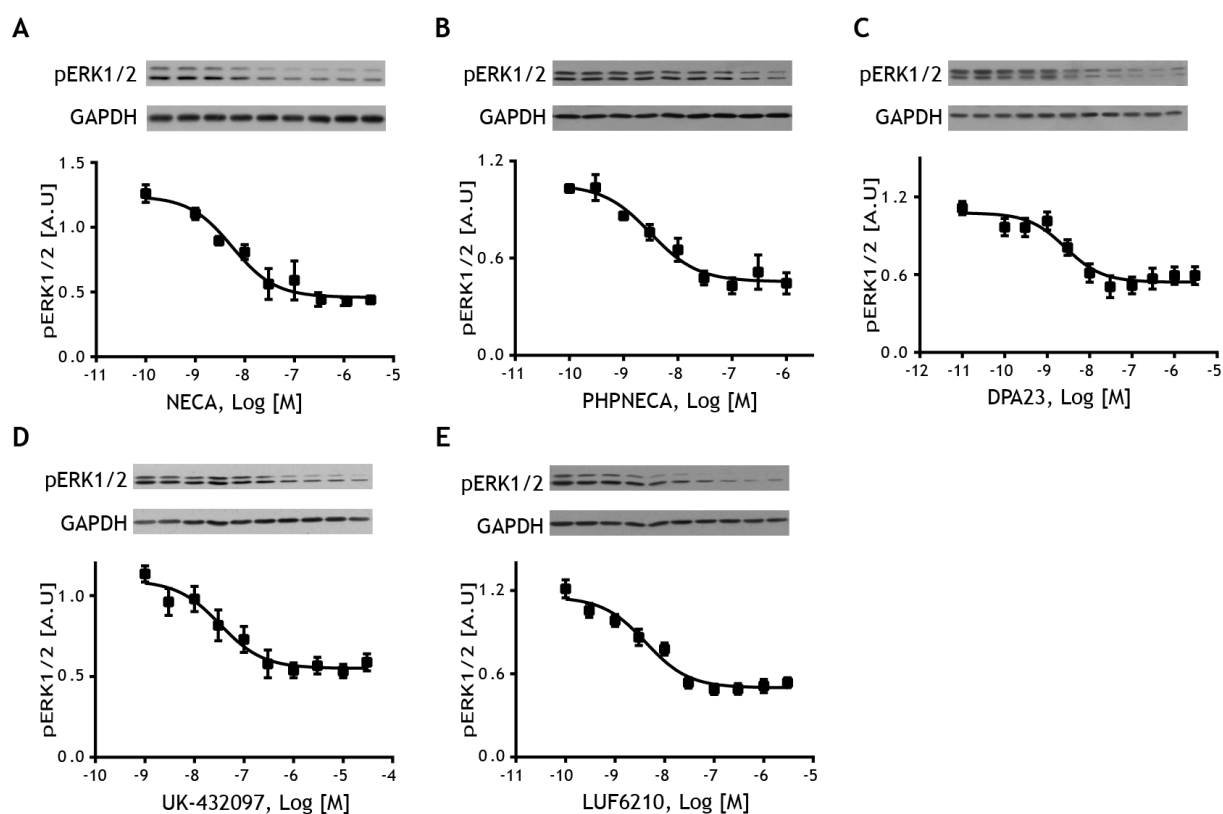 A
pERK1/2
GAPDH
pERK1/2 [A.U]
1.5
1.0
0.5
0.0
-11 -10 -9 -8 -7 -6 -5
NECA, Log [M]
B
pERK1/2
GAPDH
pERK1/2 [A.U]
1.2
0.6
0.0
-11 -10 -9 -8 -7 -6
PHPNECA, Log [M]
C
pERK1/2
GAPDH
pERK1/2 [A.U]
1.2
0.6
0.0
-12 -11 -10 -9 -8 -7 -6 -5
DPA23, Log [M]
D
pERK1/2
GAPDH
pERK1/2 [A.U]
1.0
0.5
0.0
-10 -9 -8 -7 -6 -5 -4
UK-432097, Log [M]
E
pERK1/2
GAPDH
pERK1/2 [A.U]
1.2
0.6
0.0
-11 -10 -9 -8 -7 -6 -5
LUF6210, Log [M]